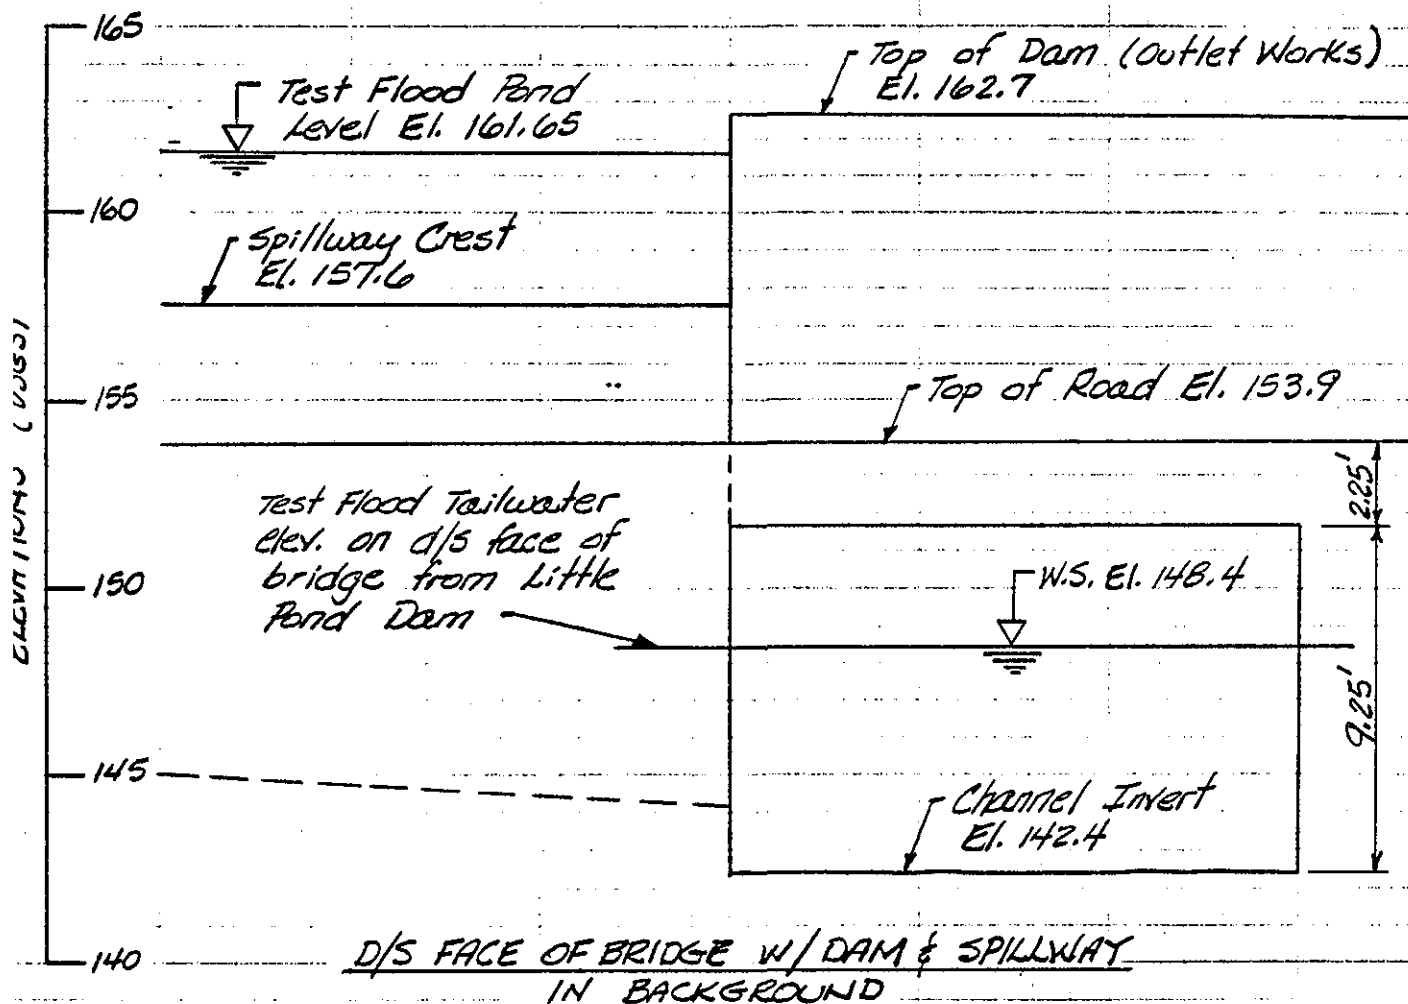 165
Top of Dam (Outlet Works)
El. 162.7
Test Flood Pond
Level El. 161.65
160
Spillway Crest
El. 157.6
155
Top of Road El. 153.9
2.25'
Test Flood Tailwater
elev. on d/s face of
bridge from Little
Pond Dam
150
W.S. El. 148.4
9.25'
145
Channel Invert
El. 142.4
140
D/S FACE OF BRIDGE W/ DAM & SPILLWAY
IN BACKGROUND